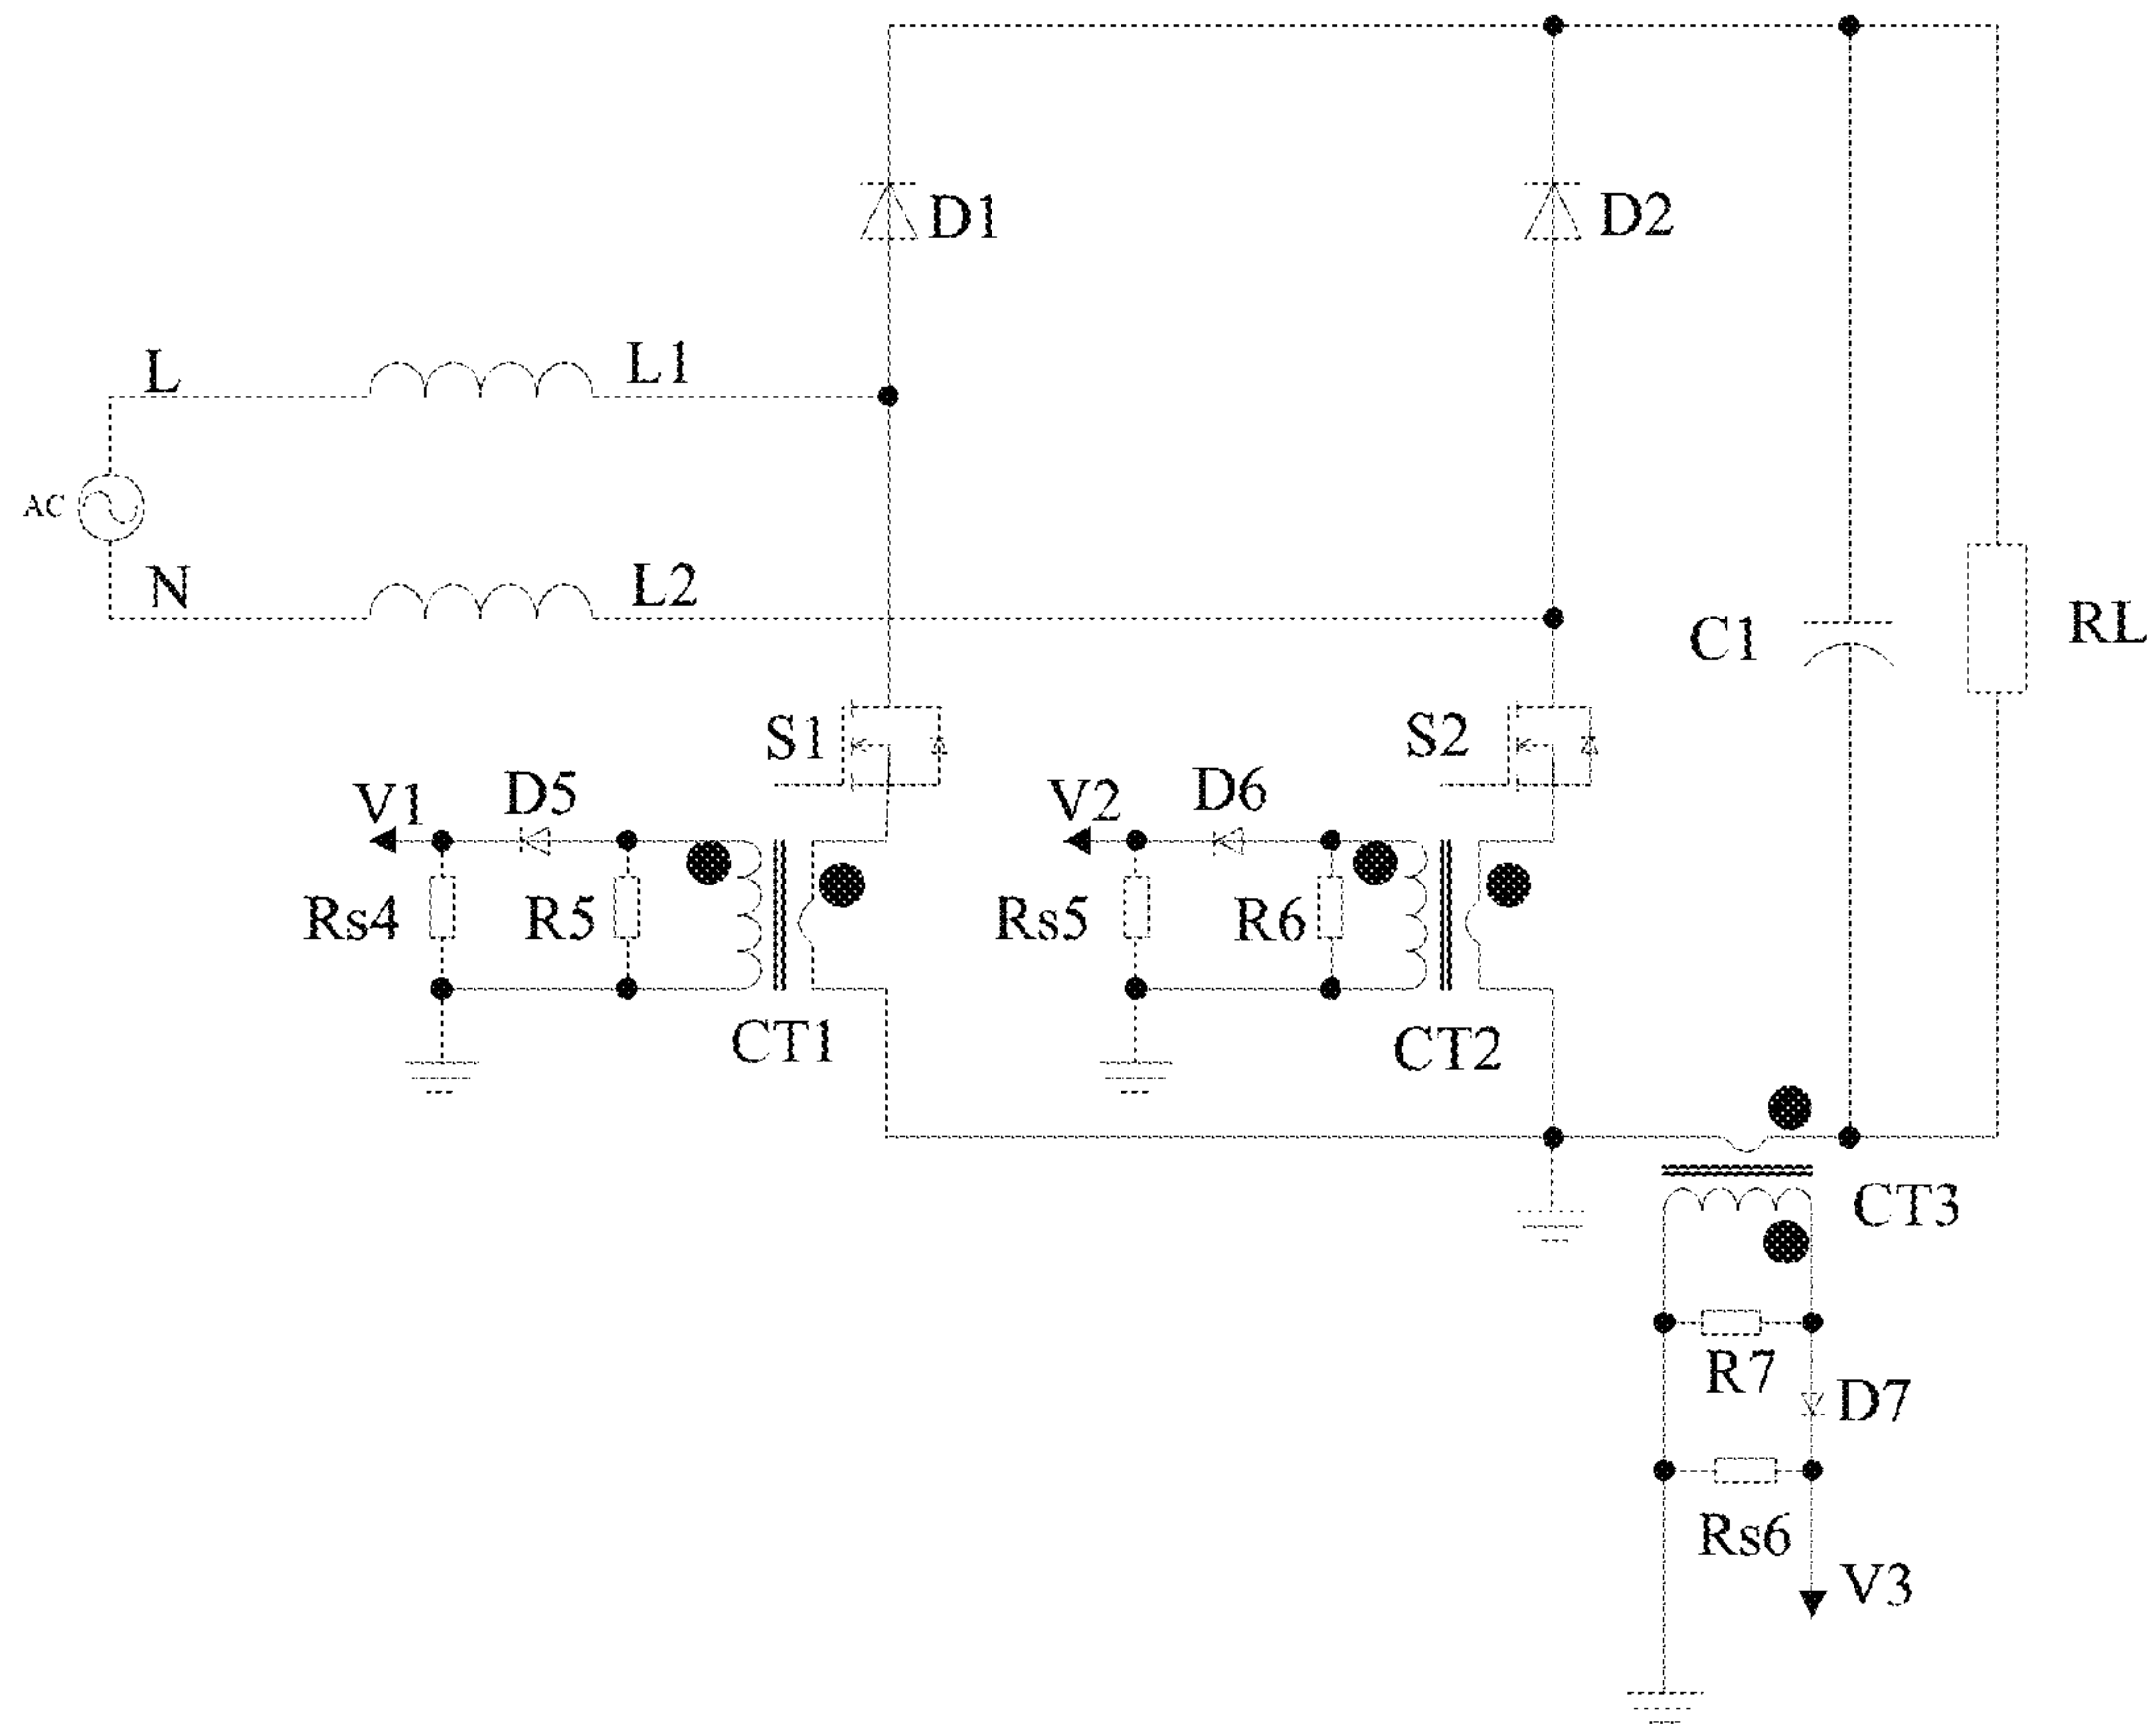 D1
D2
L
L1
AC
N
L2
C1
RL
S1
S2
V1
D5
V2
D6
Rs4
R5
Rs5
R6
CT1
CT2
CT3
R7
D7
Rs6
V3